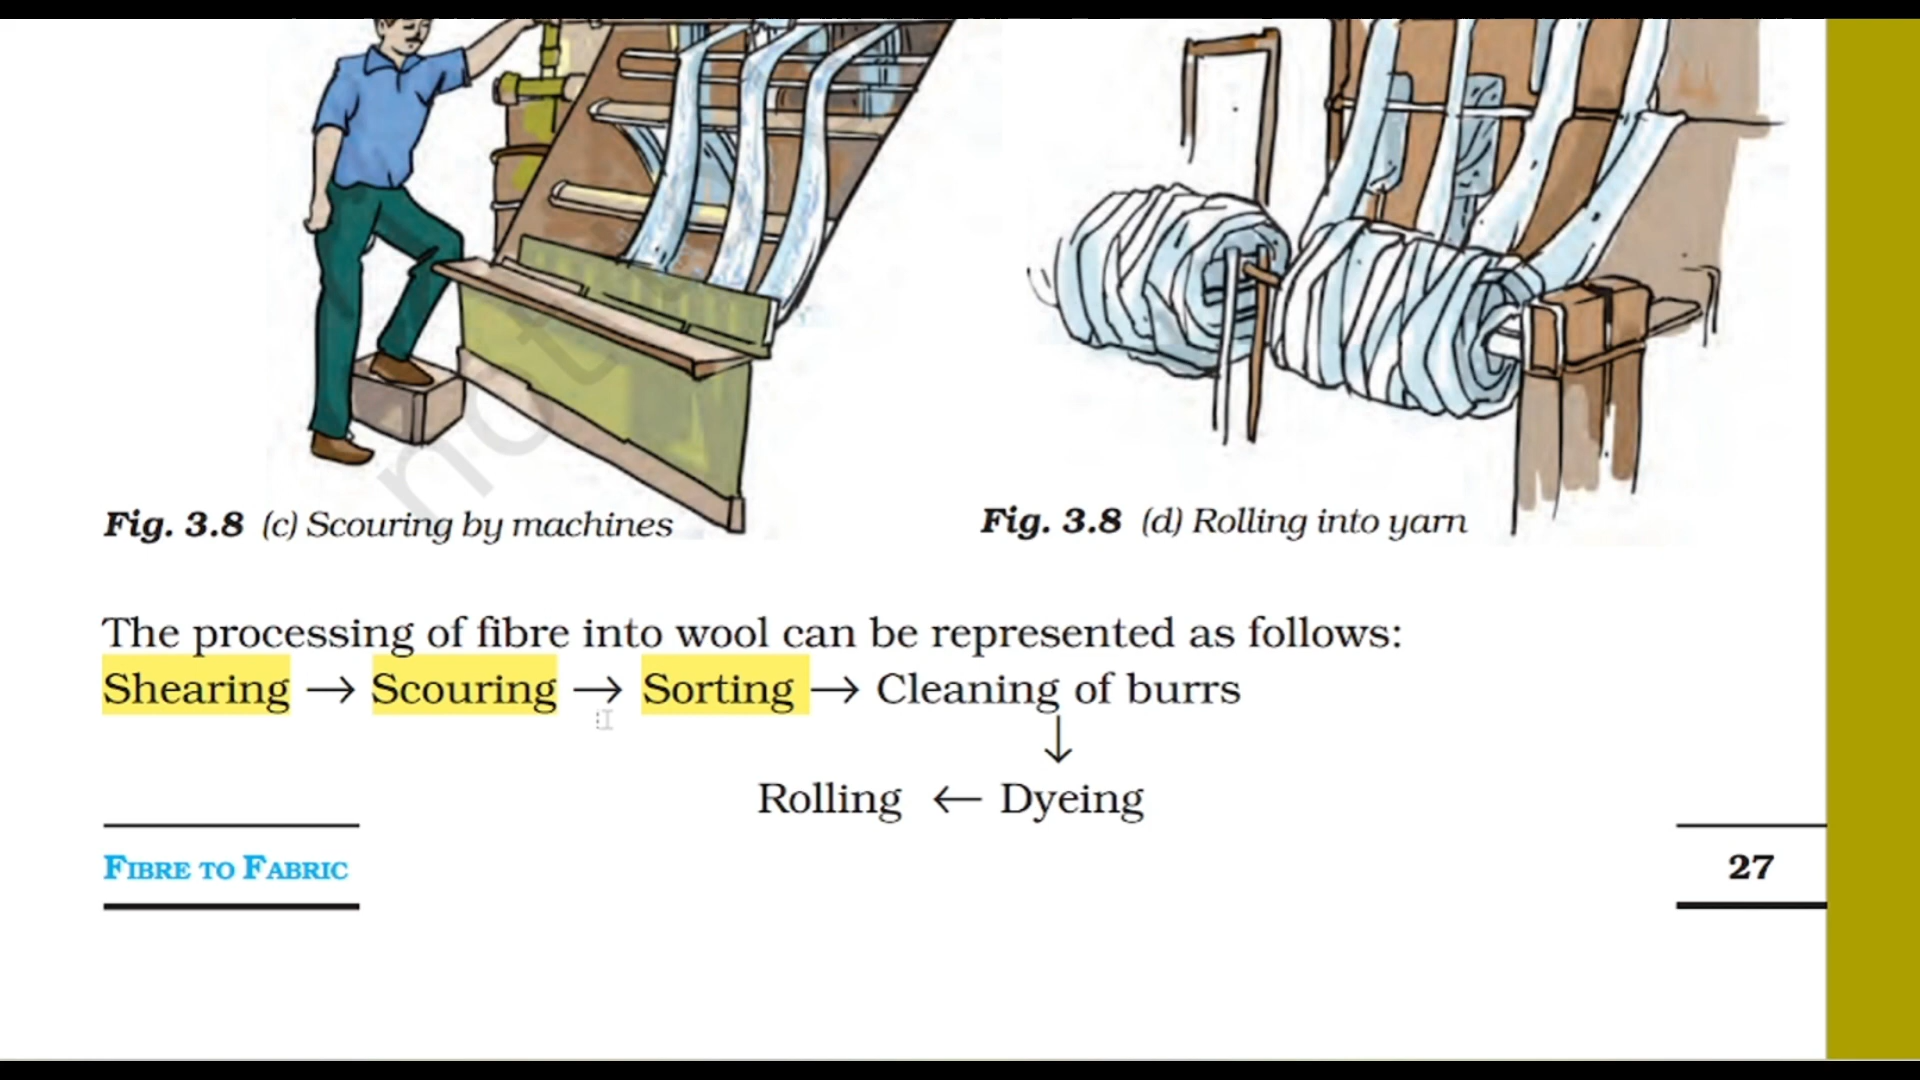 not
Fig. 3.8 (c) Scouring by machines
Fig. 3.8 (d) Rolling into yarn
The processing of fibre into wool can be represented as follows:
Shearing → Scouring → Sorting → Cleaning of burrs
↓
Rolling ← Dyeing
FIBRE TO FABRIC
27